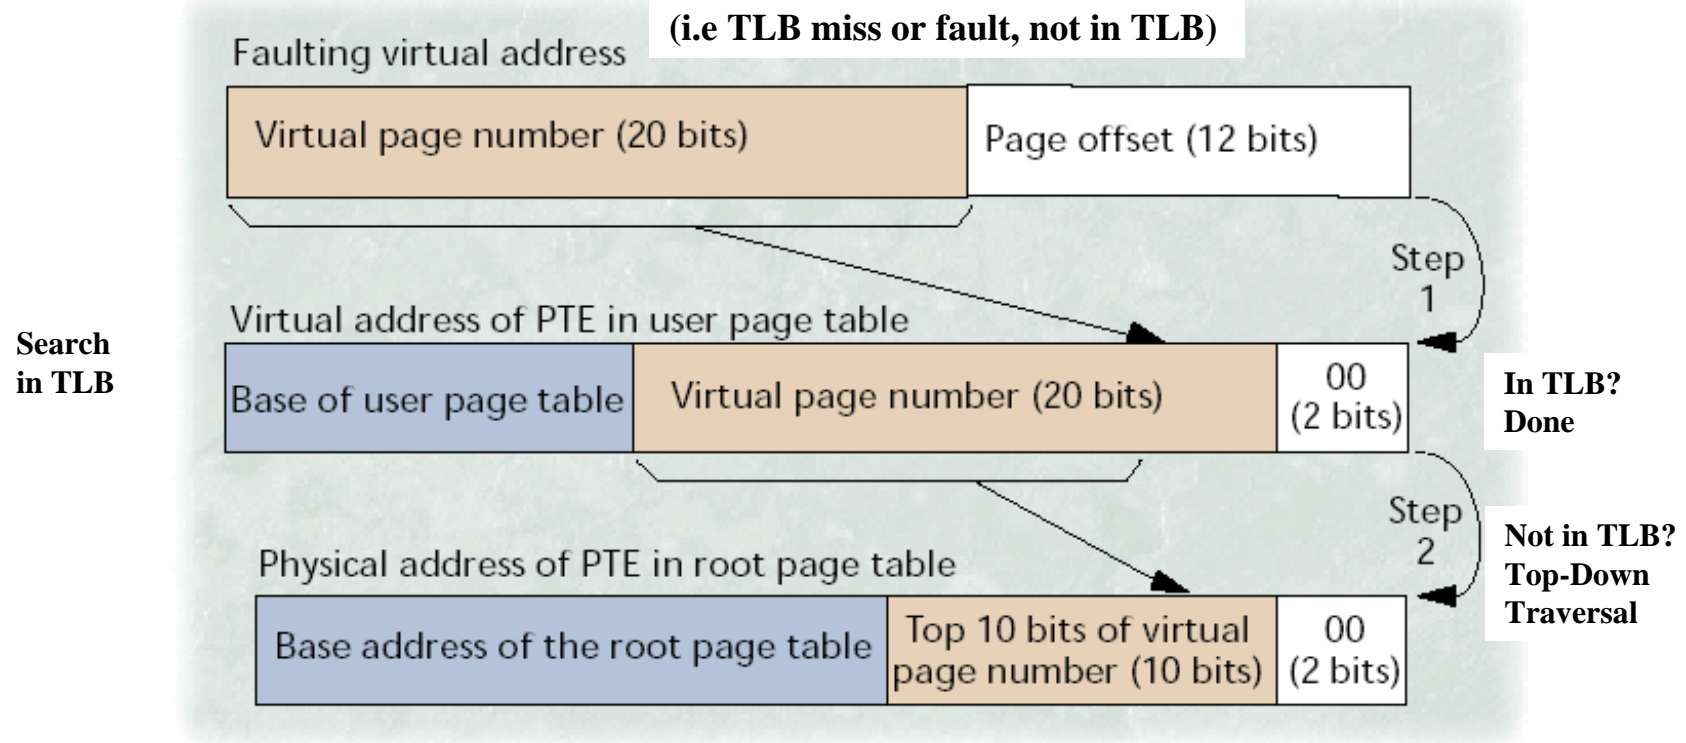 (i.e TLB miss or fault, not in TLB)
Faulting virtual address
Virtual page number (20 bits)
Page offset (12 bits)
Step
1
Virtual address of PTE in user page table
Search
in TLB
Base of user page table
Virtual page number (20 bits)
00
(2 bits)
In TLB?
Done
Step
2
Not in TLB?
Top-Down
Traversal
Physical address of PTE in root page table
Base address of the root page table
Top 10 bits of virtual
page number (10 bits)
00
(2 bits)